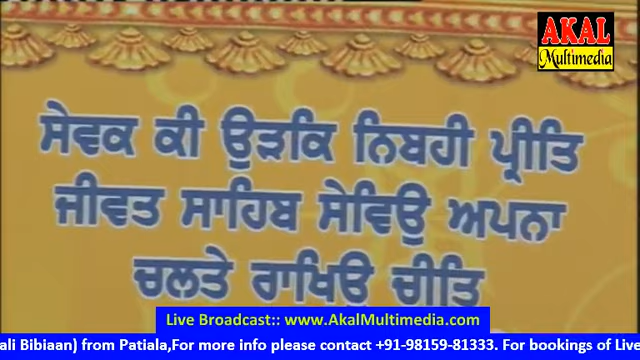 AKAL
Multimedia
ਸੇਵਕ ਕੀ ਉੜਕਿ ਨਿਬਹੀ ਪ੍ਰੀਤਿ
ਜੀਵਤ ਸਾਹਿਬ ਸੇਵਿਉ ਅਪਨਾ
ਚਲਤੇ ਰਾਖਿਉ ਚੀਤਿ
Live Broadcast:: www.AkalMultimedia.com
ali Bibiaan) from Patiala,For more info please contact +91-98159-81333. For bookings of Live